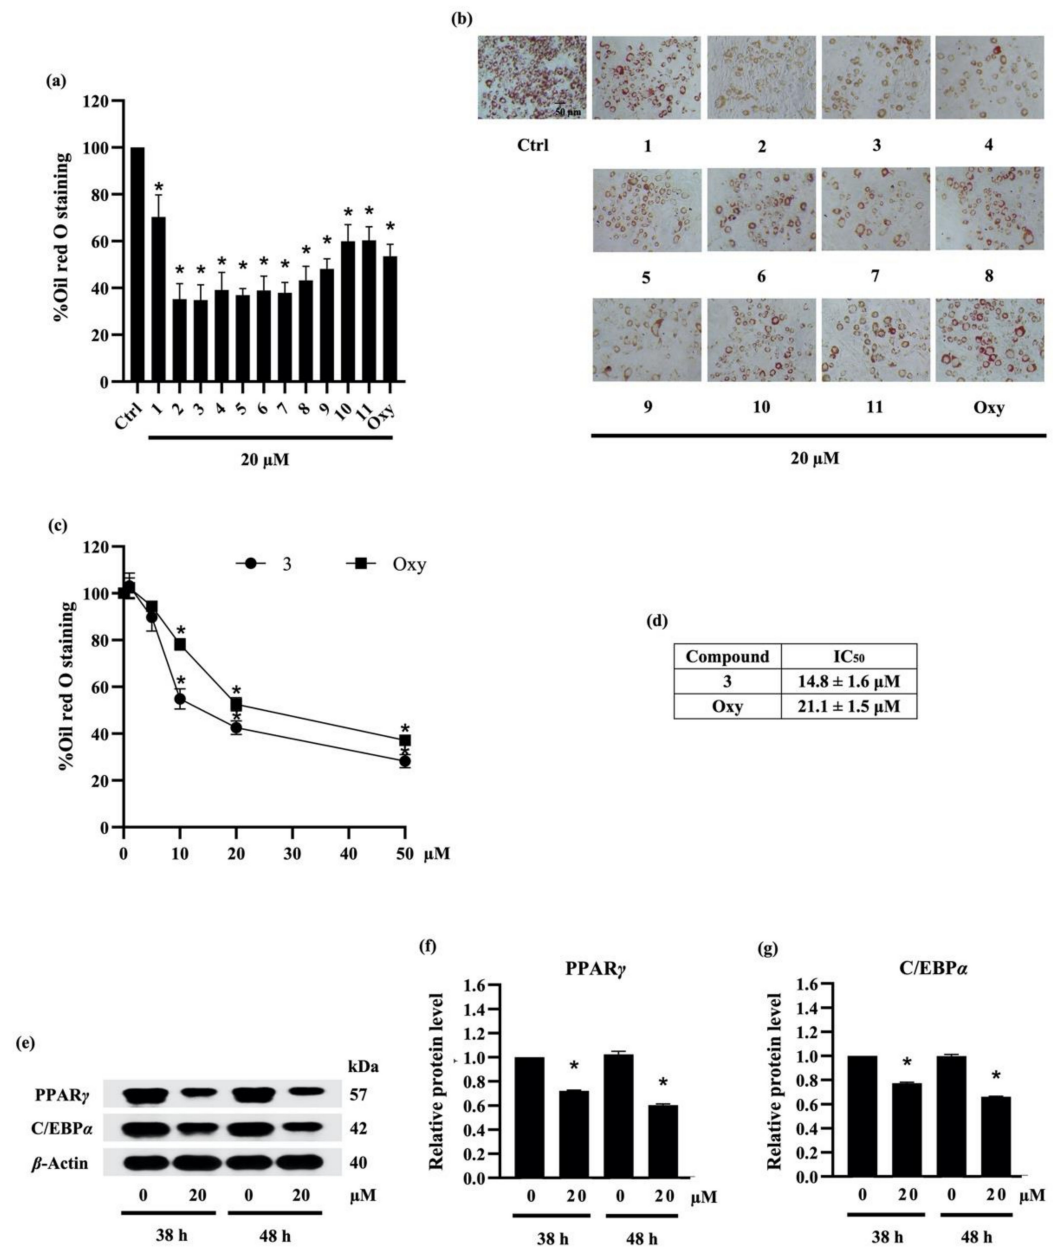 (a)
120
100
80
60
40
20
0
%Oil red O staining
* * * * * * * * * * * *
Ctrl 1 2 3 4 5 6 7 8 9 10 11 Oxy
20 μM
(b)
50 μm
Ctrl 1 2 3 4
5 6 7 8
9 10 11 Oxy
20 μM
(c)
3 Oxy
120
100
80
60
40
20
0
%Oil red O staining
* * * * * *
0 10 20 30 40 50 μM
(d)
Compound IC50
3 14.8 ± 1.6 μM
Oxy 21.1 ± 1.5 μM
(e)
kDa
PPARγ 57
C/EBPα 42
β-Actin 40
0 20 0 20 μM
38 h 48 h
(f)
PPARγ
1.6
1.4
1.2
1.0
0.8
0.6
0.4
0.2
0.0
Relative protein level
* *
0 20 0 20
38 h 48 h
(g)
C/EBPα
1.6
1.4
1.2
1.0
0.8
0.6
0.4
0.2
0.0
Relative protein level
* *
0 20 0 20 μM
38 h 48 h